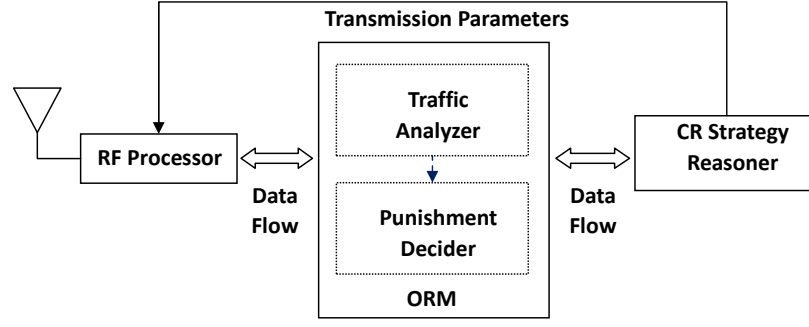 Transmission Parameters
Traffic
Analyzer
RF Processor
CR Strategy
Reasoner
Data
Flow
Data
Flow
Punishment
Decider
ORM